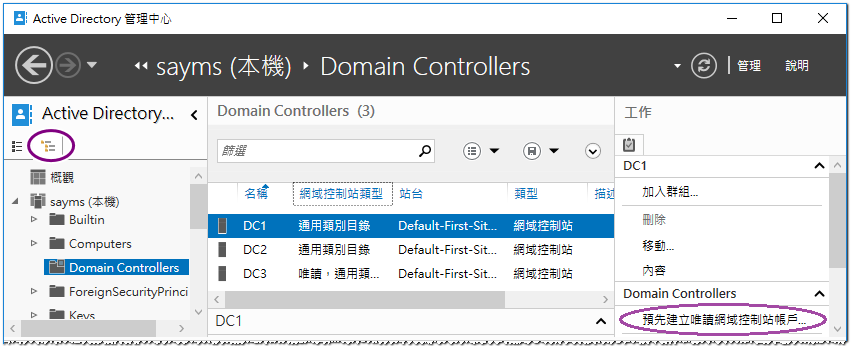 Active Directory 管理中心
sayms (本機) Domain Controllers
管理 說明
Active Directory...
概觀
sayms (本機)
Builtin
Computers
Domain Controllers
ForeignSecurityPrinci
Keys
Domain Controllers (3)
篩選
名稱 網域控制站類型 站台 類型 描述
DC1 通用類別目錄 Default-First-Sit... 網域控制站
DC2 通用類別目錄 Default-First-Sit... 網域控制站
DC3 唯讀，通用類... Default-First-Sit... 網域控制站
DC1
工作
DC1
加入群組...
刪除
移動...
內容
Domain Controllers
預先建立唯讀網域控制站帳戶...